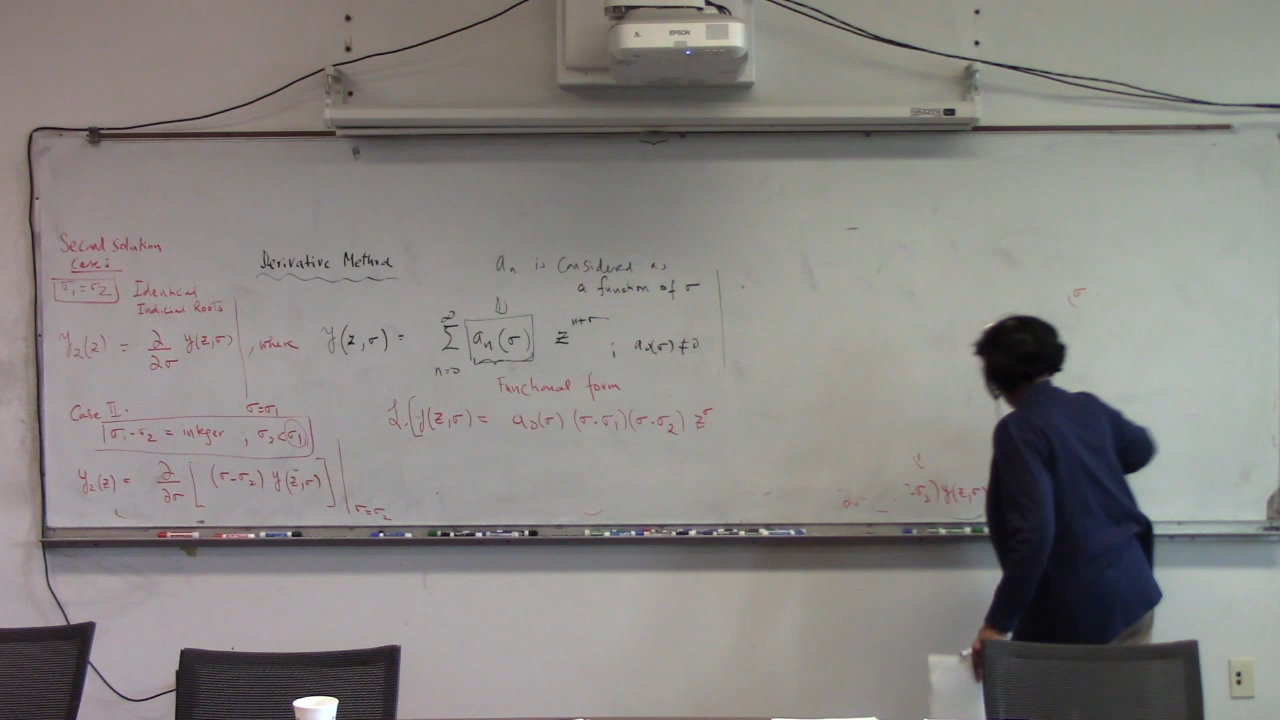 EPSON
Second Solution
Case I
σ₁ = σ₂ Identical
Indicial Roots
y₂(z) = ∂/∂σ y(z,σ) |σ=σ₁
Derivative Method
, where y(z,σ) = ∑_{n=0}^{∞} aₙ(σ) z^{n+σ} ; a₀(σ) ≠ 0
aₙ is considered as
a function of σ
Functional form
L[y(z,σ) = a₀(σ) (σ-σ₁)(σ-σ₂) z^σ
Case II.
σ₁-σ₂ = integer ; σ₂<σ₁
y₂(z) = ∂/∂σ [ (σ-σ₂) y(z,σ) ] |σ=σ₂
-σ₂) y(z,σ)